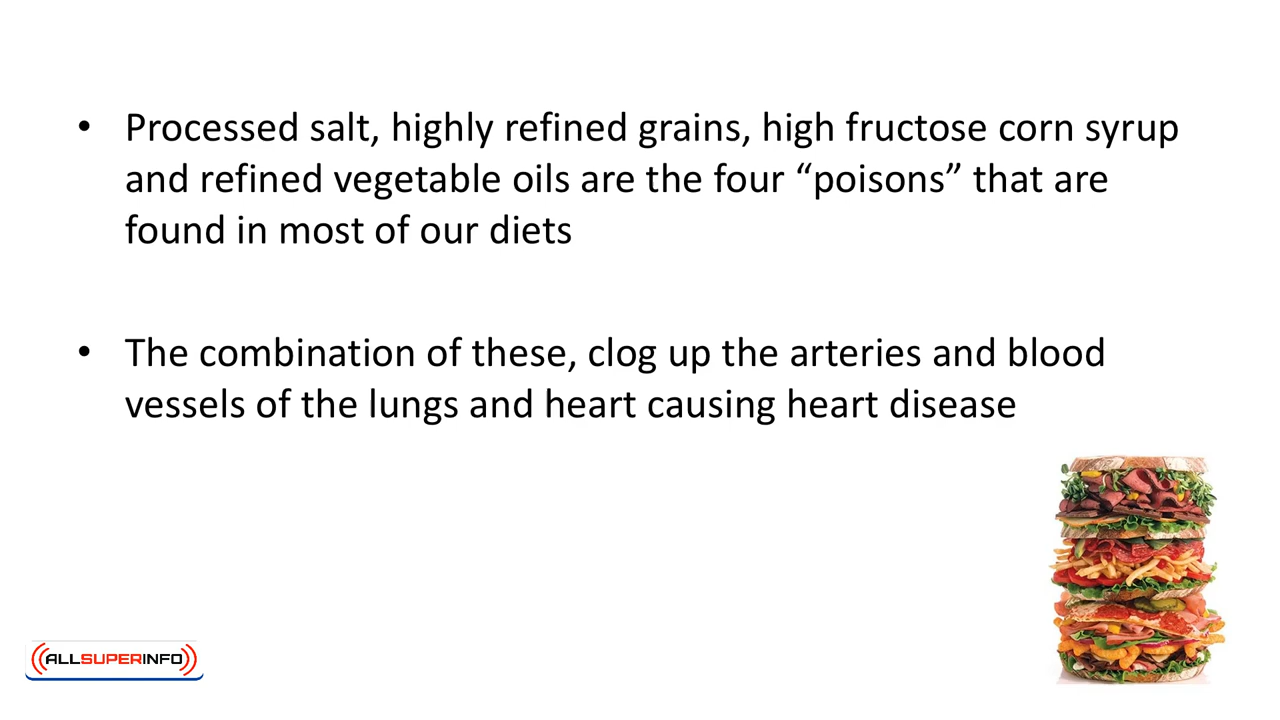 • Processed salt, highly refined grains, high fructose corn syrup
and refined vegetable oils are the four “poisons” that are
found in most of our diets
• The combination of these, clog up the arteries and blood
vessels of the lungs and heart causing heart disease
ALLSUPERINFO